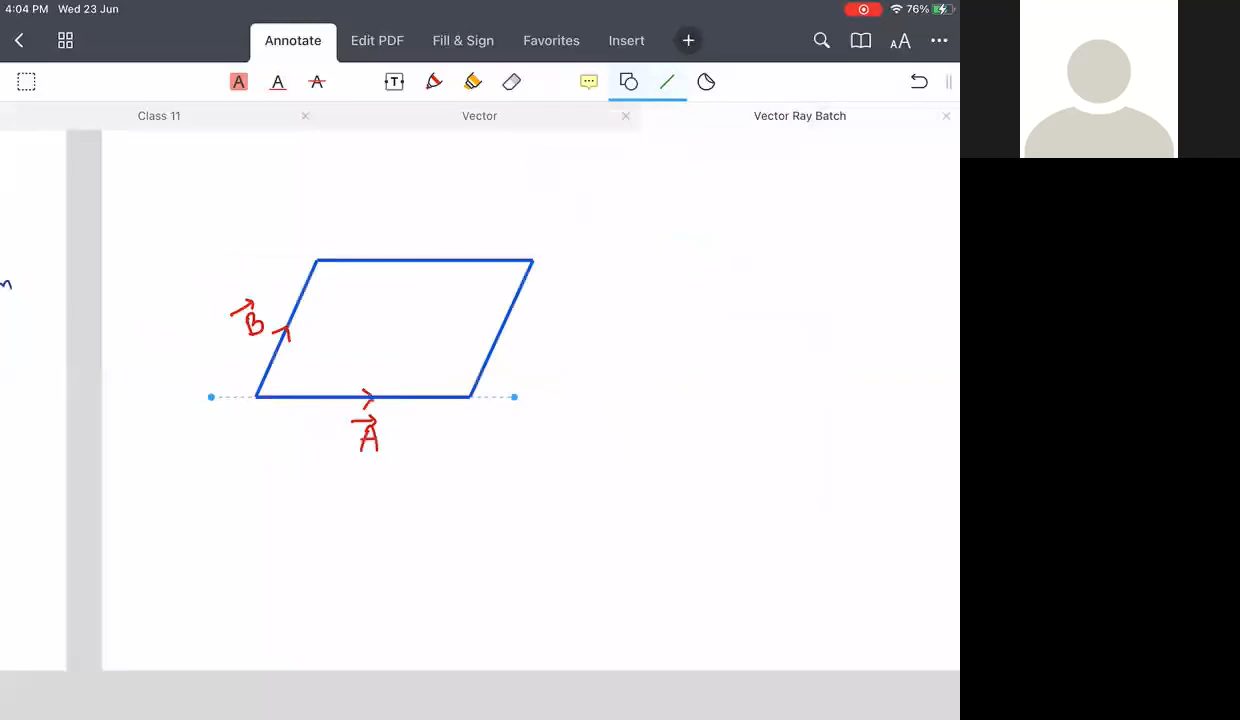 4:04 PM Wed 23 Jun
76%
Annotate Edit PDF Fill & Sign Favorites Insert
A A A T AA
Class 11 Vector Vector Ray Batch
B
A